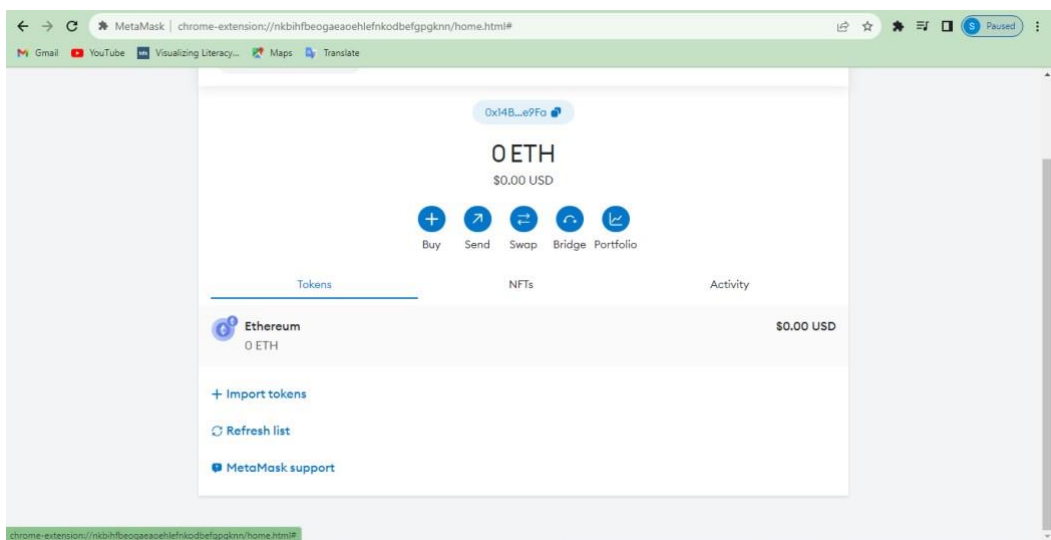 MetaMask | chrome-extension://nkbihfbeogaeaoehlefnkodbefgpgknn/home.html# S Paused
Gmail YouTube Visualizing Literacy... Maps Translate
0x14B...e9Fa
0 ETH
$0.00 USD
Buy Send Swap Bridge Portfolio
Tokens NFTs Activity
Ethereum $0.00 USD
0 ETH
+ Import tokens
Refresh list
MetaMask support
chrome-extension://nkbihfbeogaeaoehlefnkodbefgpgknn/home.html#